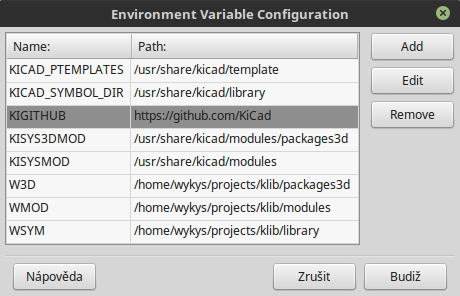 Environment Variable Configuration
Name: Path:
KICAD_PTEMPLATES /usr/share/kicad/template
KICAD_SYMBOL_DIR /usr/share/kicad/library
KIGITHUB https://github.com/KiCad
KISYS3DMOD /usr/share/kicad/modules/packages3d
KISYSMOD /usr/share/kicad/modules
W3D /home/wykys/projects/klib/packages3d
WMOD /home/wykys/projects/klib/modules
WSYM /home/wykys/projects/klib/library
Add
Edit
Remove
Nápověda Zrušit Budiž